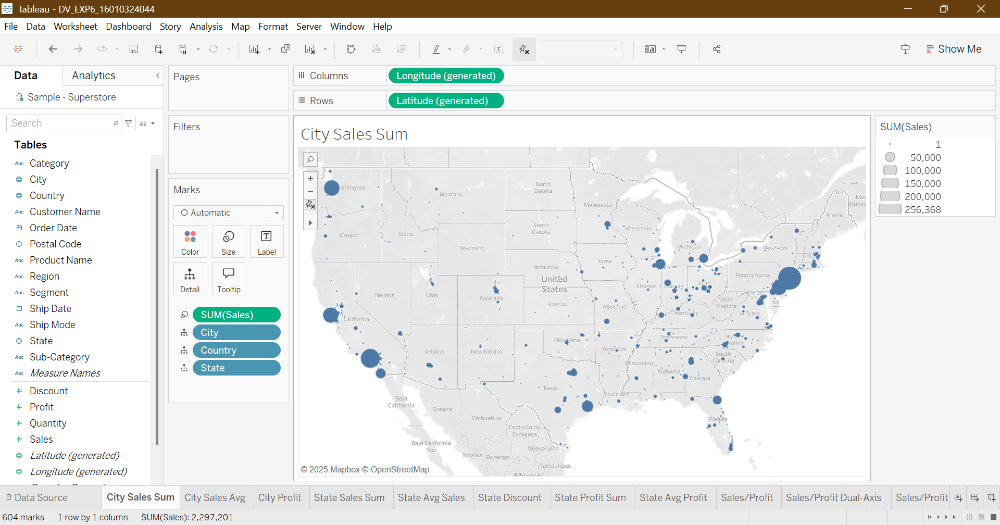 Tableau - DV_EXP6_16010324044
File Data Worksheet Dashboard Story Analysis Map Format Server Window Help
Show Me
Data Analytics
Sample - Superstore
Search
Tables
Abc Category
City
Country
Abc Customer Name
Order Date
Postal Code
Abc Product Name
Abc Region
Abc Segment
Ship Date
Abc Ship Mode
State
Abc Sub-Category
Abc Measure Names
# Discount
# Profit
# Quantity
# Sales
Latitude (generated)
Longitude (generated)
Pages
Filters
Marks
Automatic
Color Size Label
Detail Tooltip
SUM(Sales)
City
Country
State
Columns Longitude (generated)
Rows Latitude (generated)
City Sales Sum
North
Dakota
Montana
Minnesota
New
Maine
South
Dakota
Wisconsin
VT
Oregon
Idaho
Wyoming
Michigan
New York
MA
Iowa
Nebraska
Pennsylvania
United
States
Illinois
Ohio
Nevada
Utah
Colorado
Kansas
Missouri
West
Virginia
MD
DE
California
Kentucky
Virginia
Oklahoma
Tennessee
Arizona
New Mexico
Arkansas
South
Carolina
Mississippi
Alabama
Georgia
Texas
Louisiana
Baja
California
Sonora
Chihuahua
Coahuila de
Zaragoza
Florida
Baja California
Sur
Sinaloa Durango
Nuevo León
Tamaulipas
Mexico
© 2025 Mapbox © OpenStreetMap
SUM(Sales)
1
50,000
100,000
150,000
200,000
256,368
Data Source City Sales Sum City Sales Avg City Profit State Sales Sum State Avg Sales State Discount State Profit Sum State Avg Profit Sales/Profit Sales/Profit Dual-Axis Sales/Profit
604 marks 1 row by 1 column SUM(Sales): 2,297,201